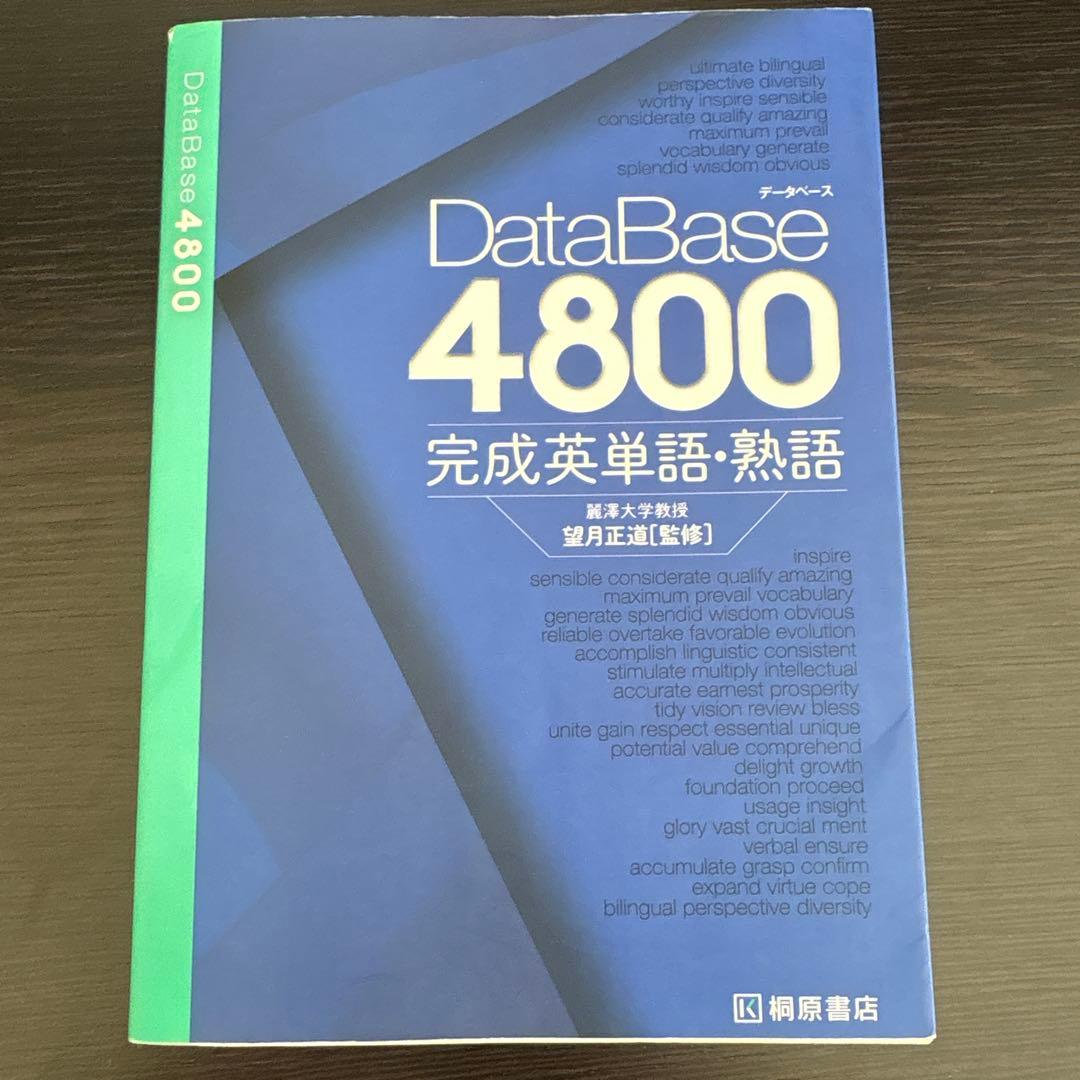 DataBase 4800
ultimate bilingual
perspective diversity
worthy inspire sensible
considerate qualify amazing
maximum prevail
vocabulary generate
splendid wisdom obvious
データベース
DataBase
4800
完成英単語・熟語
麗澤大学教授
望月正道[監修]
inspire
sensible considerate qualify amazing
maximum prevail vocabulary
generate splendid wisdom obvious
reliable overtake favorable evolution
accomplish linguistic consistent
stimulate multiply intellectual
accurate earnest prosperity
tidy vision review bless
unite gain respect essential unique
potential value comprehend
delight growth
foundation proceed
usage insight
glory vast crucial merit
verbal ensure
accumulate grasp confirm
expand virtue cope
bilingual perspective diversity
K 桐原書店